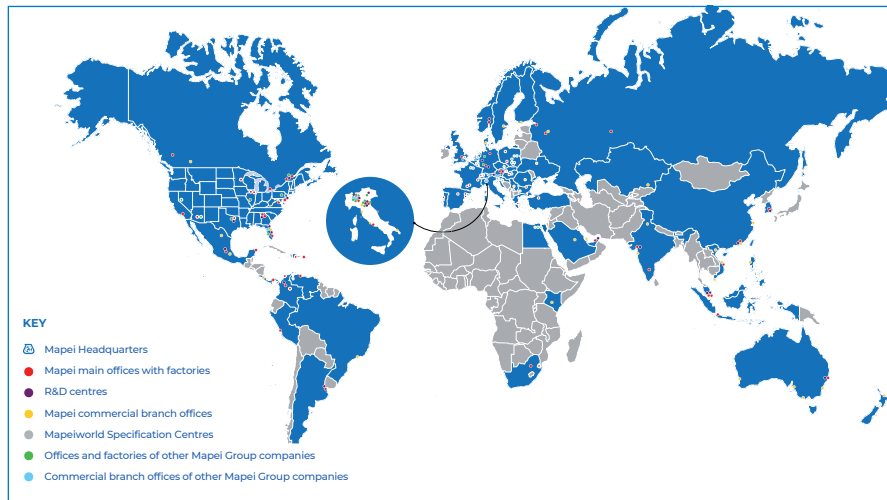 KEY
Mapei Headquarters
Mapei main offices with factories
R&D centres
Mapei commercial branch offices
Mapeiworld Specification Centres
Offices and factories of other Mapei Group companies
Commercial branch offices of other Mapei Group companies